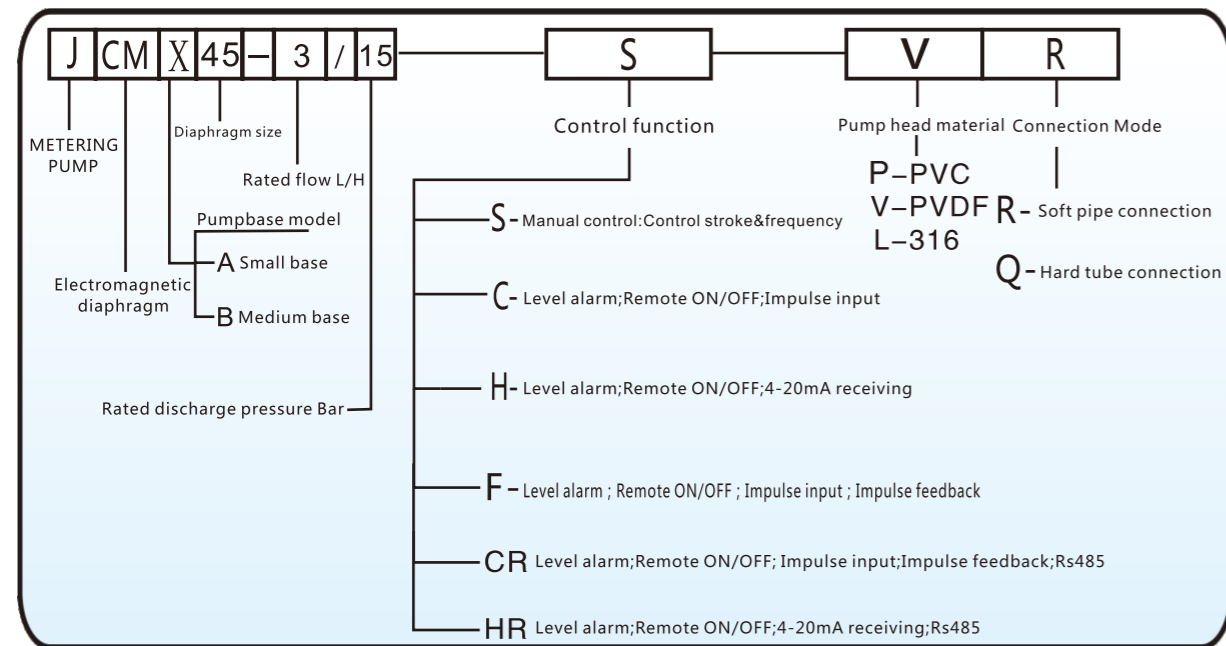 J CM X 45 – 3 / 15 S V R
METERING
PUMP
Diaphragm size
Rated flow L/H
Pumpbase model
A Small base
B Medium base
Electromagnetic
diaphragm
Rated discharge pressure Bar
Control function
S- Manual control:Control stroke&frequency
C- Level alarm;Remote ON/OFF;Impulse input
H- Level alarm;Remote ON/OFF;4-20mA receiving
F – Level alarm ; Remote ON/OFF ; Impulse input ; Impulse feedback
CR Level alarm;Remote ON/OFF; Impulse input;Impulse feedback;Rs485
HR Level alarm;Remote ON/OFF;4-20mA receiving;Rs485
Pump head material
P–PVC
V–PVDF
L–316
Connection Mode
R- Soft pipe connection
Q- Hard tube connection